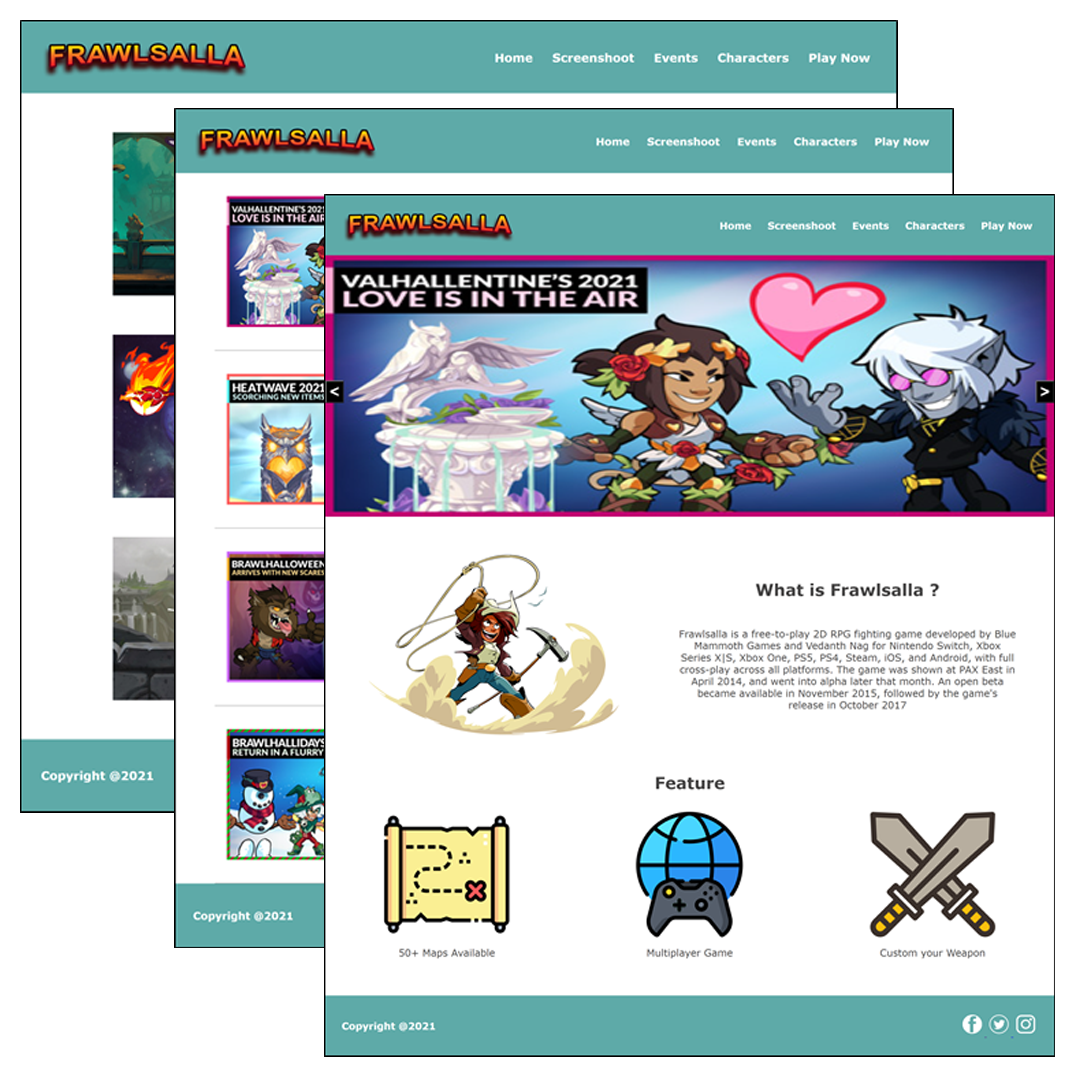 FRAWLSALLA
Home Screenshoot Events Characters Play Now
Copyright @2021
FRAWLSALLA
Home Screenshoot Events Characters Play Now
VALHALLENTINE'S 2021
LOVE IS IN THE AIR
HEATWAVE 2021
SCORCHING NEW ITEMS
BRAWLHALLOWEEN
ARRIVES WITH NEW SCARES
BRAWLHALLIDAYS
RETURN IN A FLURRY
Copyright @2021
FRAWLSALLA
Home Screenshoot Events Characters Play Now
VALHALLENTINE'S 2021
LOVE IS IN THE AIR
< >
What is Frawlsalla ?
Frawlsalla is a free-to-play 2D RPG fighting game developed by Blue
Mammoth Games and Vedanth Nag for Nintendo Switch, Xbox
Series X|S, Xbox One, PS5, PS4, Steam, iOS, and Android, with full
cross-play across all platforms. The game was shown at PAX East in
April 2014, and went into alpha later that month. An open beta
became available in November 2015, followed by the game's
release in October 2017
Feature
50+ Maps Available
Multiplayer Game
Custom your Weapon
Copyright @2021